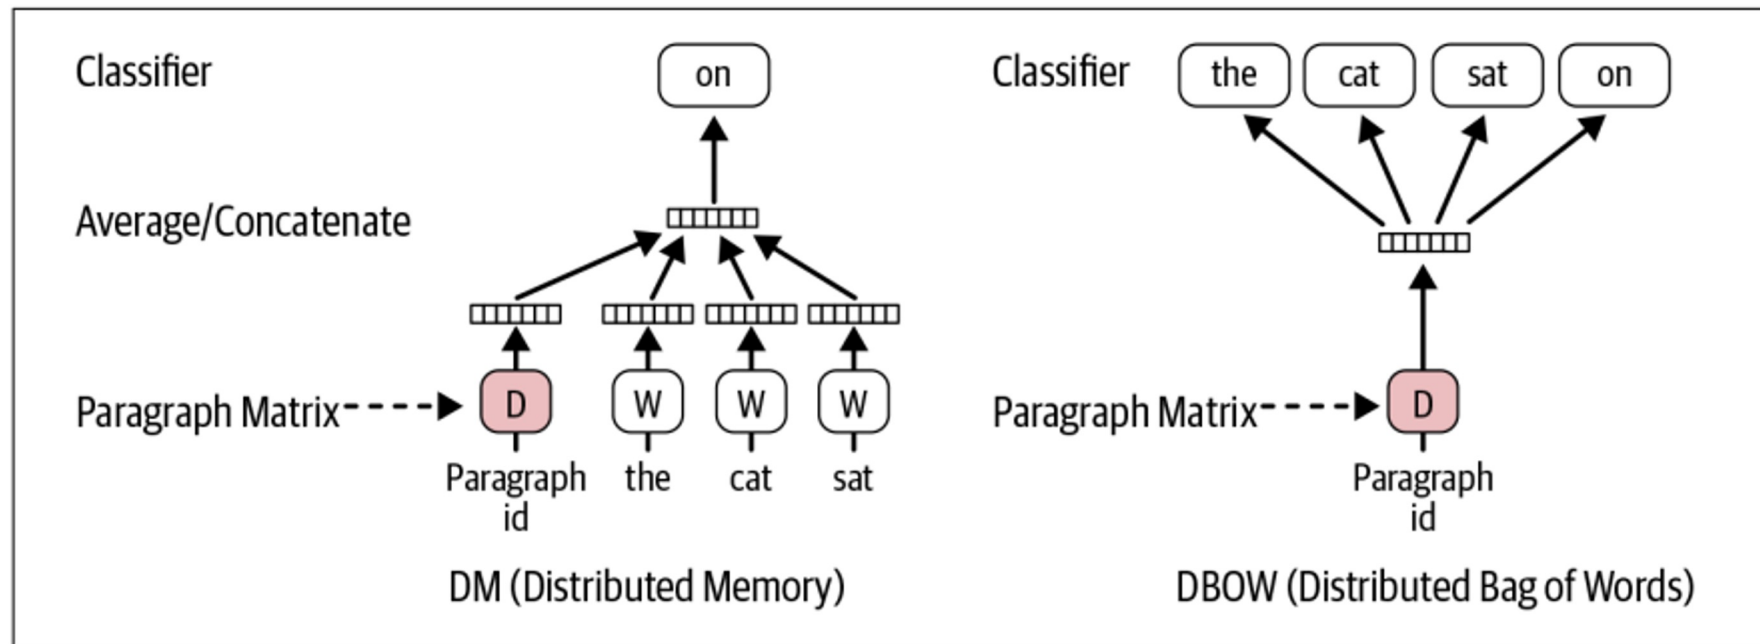 Classifier
on
Average/Concatenate
Paragraph Matrix
D
W
W
W
Paragraph
id
the
cat
sat
DM (Distributed Memory)
Classifier
the
cat
sat
on
Paragraph Matrix
D
Paragraph
id
DBOW (Distributed Bag of Words)